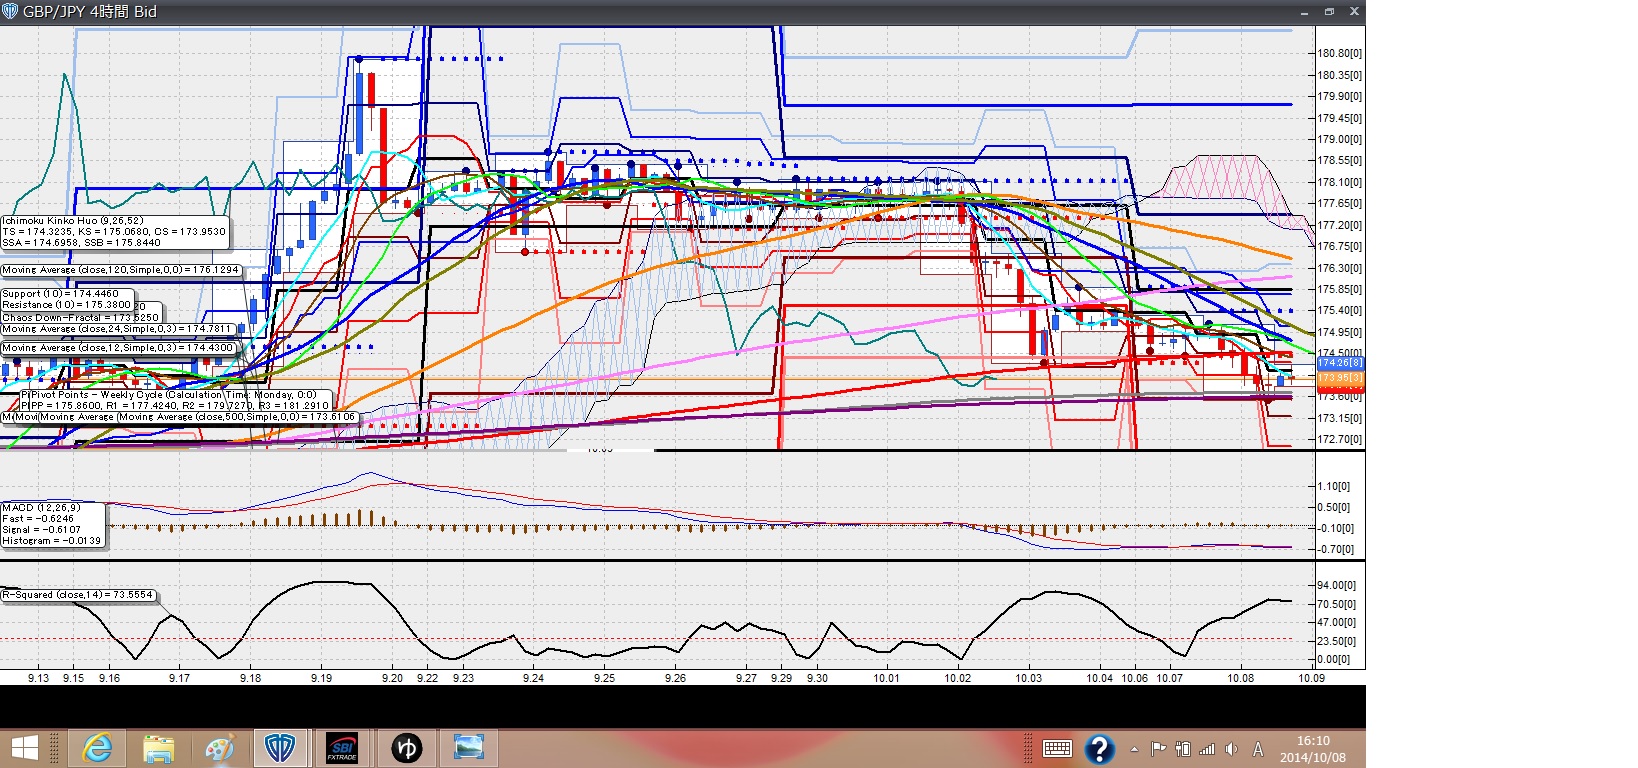 GBP/JPY 4時間 Bid
180.80[0]
180.35[0]
179.90[0]
179.45[0]
179.00[0]
178.55[0]
178.10[0]
177.65[0]
177.20[0]
176.75[0]
176.30[0]
175.85[0]
175.40[0]
174.95[0]
174.50[0]
174.26[8]
173.95[3]
173.60[0]
173.15[0]
172.70[0]
Ichimoku Kinko Huo (9,26,52)
TS = 174.3235, KS = 175.0680, CS = 173.9530
SSA = 174.6958, SSB = 175.8440
Moving Average (close,120,Simple,0,0) = 176.1294
Support (10) = 174.4460
Resistance (10) = 175.3800
Chaos Down-Fractal = 173.5250
Moving Average (close,24,Simple,0,3) = 174.7811
Moving Average (close,12,Simple,0,3) = 174.4300
Pivot Points - Weekly Cycle (Calculation Time: Monday, 0:0)
PP = 175.8600, R1 = 177.4240, R2 = 179.7270, R3 = 181.2910
Moving Average (close,500,Simple,0,0) = 173.6106
1.10[0]
0.50[0]
-0.10[0]
-0.70[0]
MACD (12,26,9)
Fast = -0.6246
Signal = -0.6107
Histogram = -0.0139
94.00[0]
70.50[0]
47.00[0]
23.50[0]
0.00[0]
R-Squared (close,14) = 73.5554
9.13 9.15 9.16 9.17 9.18 9.19 9.20 9.22 9.23 9.24 9.25 9.26 9.27 9.29 9.30 10.01 10.02 10.03 10.04 10.06 10.07 10.08 10.09
SBI
FXTRADE
ゆ
A
16:10
2014/10/08